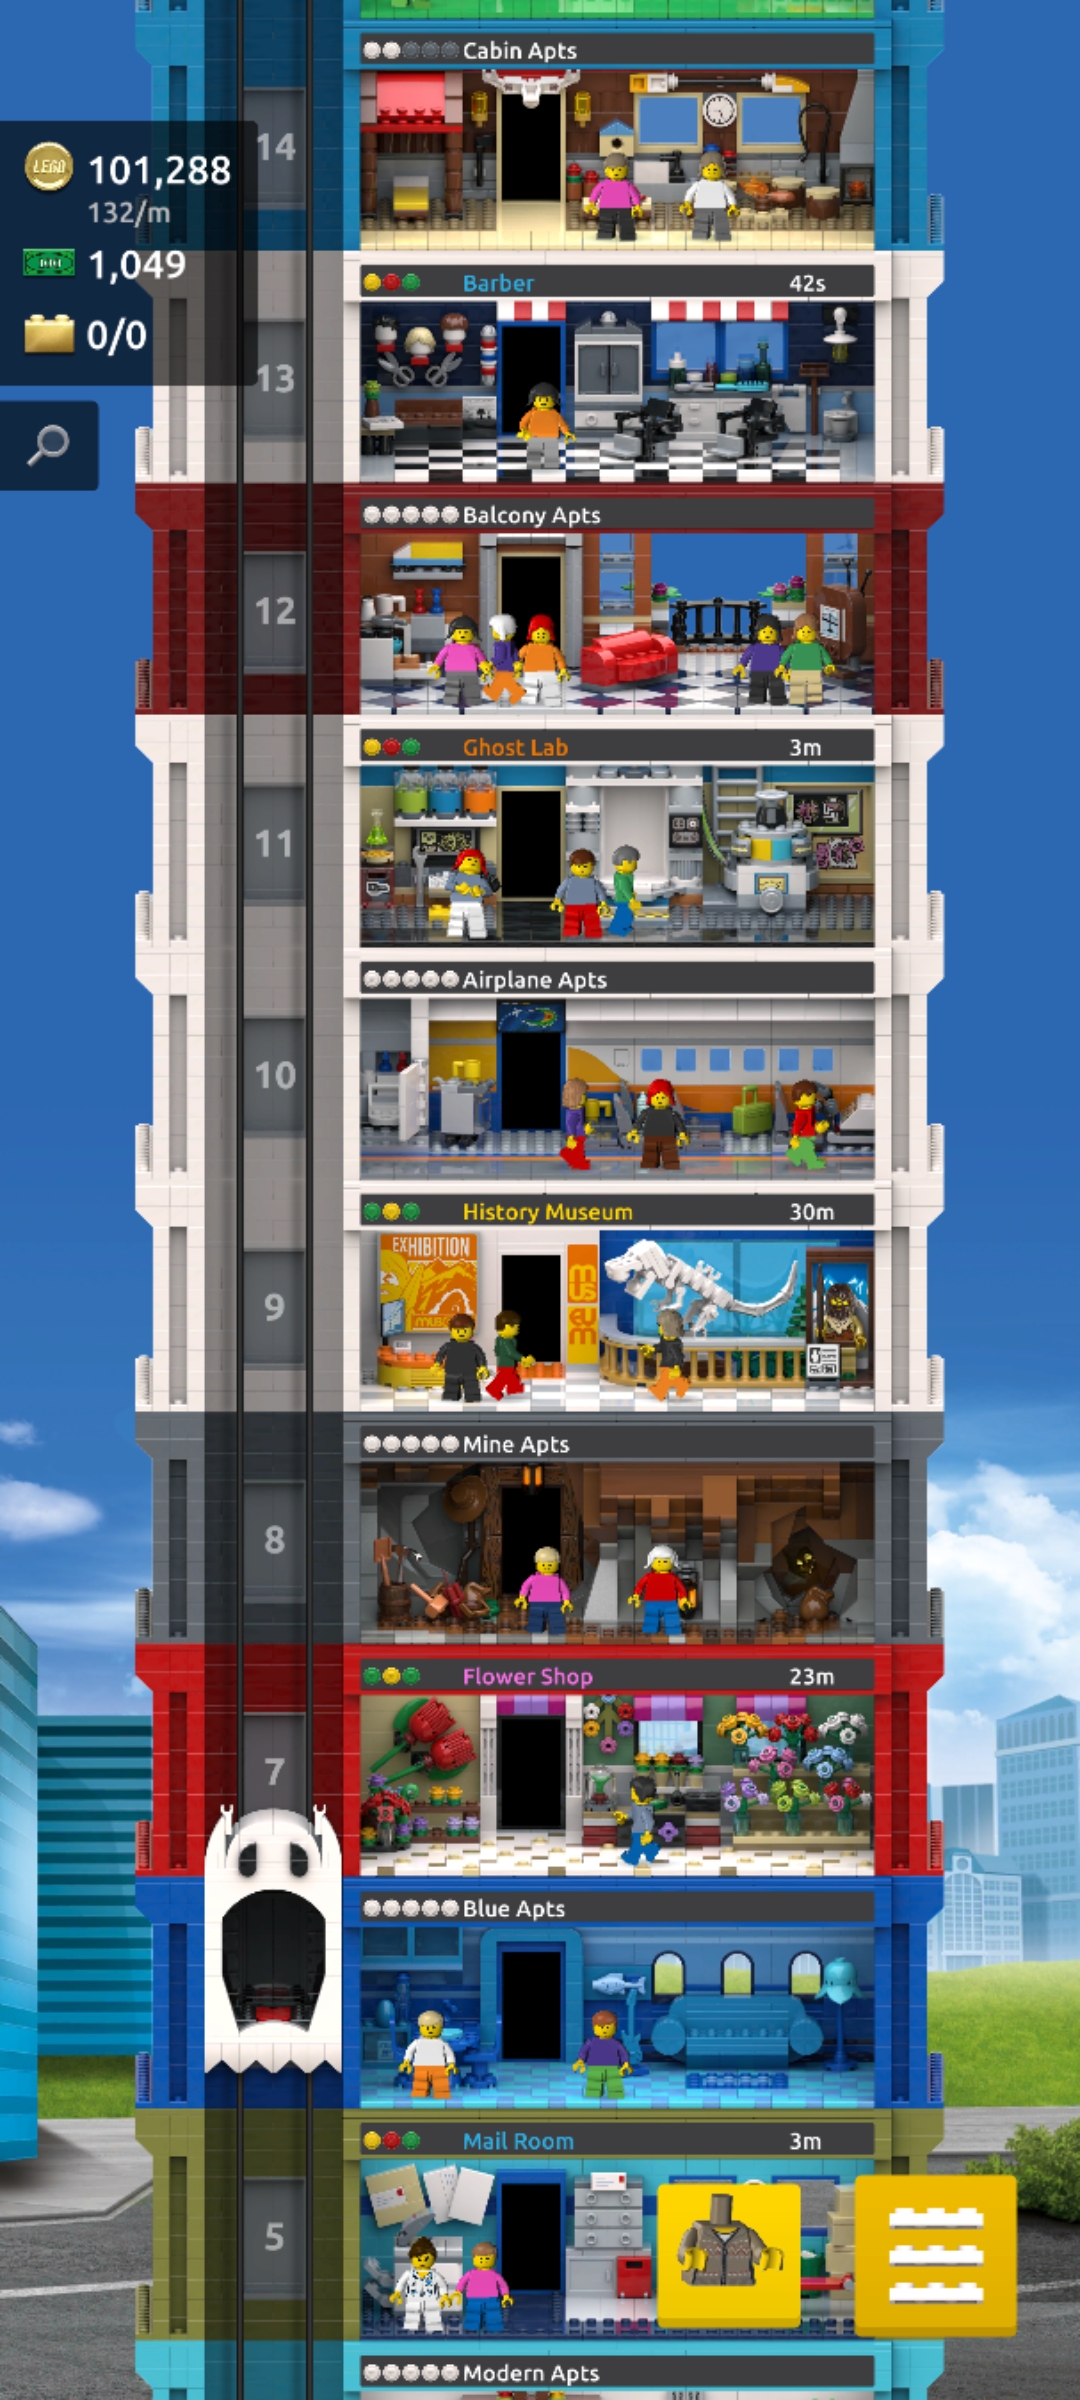 Cabin Apts
14
LEGO
101,288
132/m
1,049
0/0
Barber 42s
13
Balcony Apts
12
Ghost Lab 3m
11
Airplane Apts
10
History Museum 30m
EXHIBITION
museum
9
Mine Apts
8
Flower Shop 23m
7
Blue Apts
Mail Room 3m
5
Modern Apts